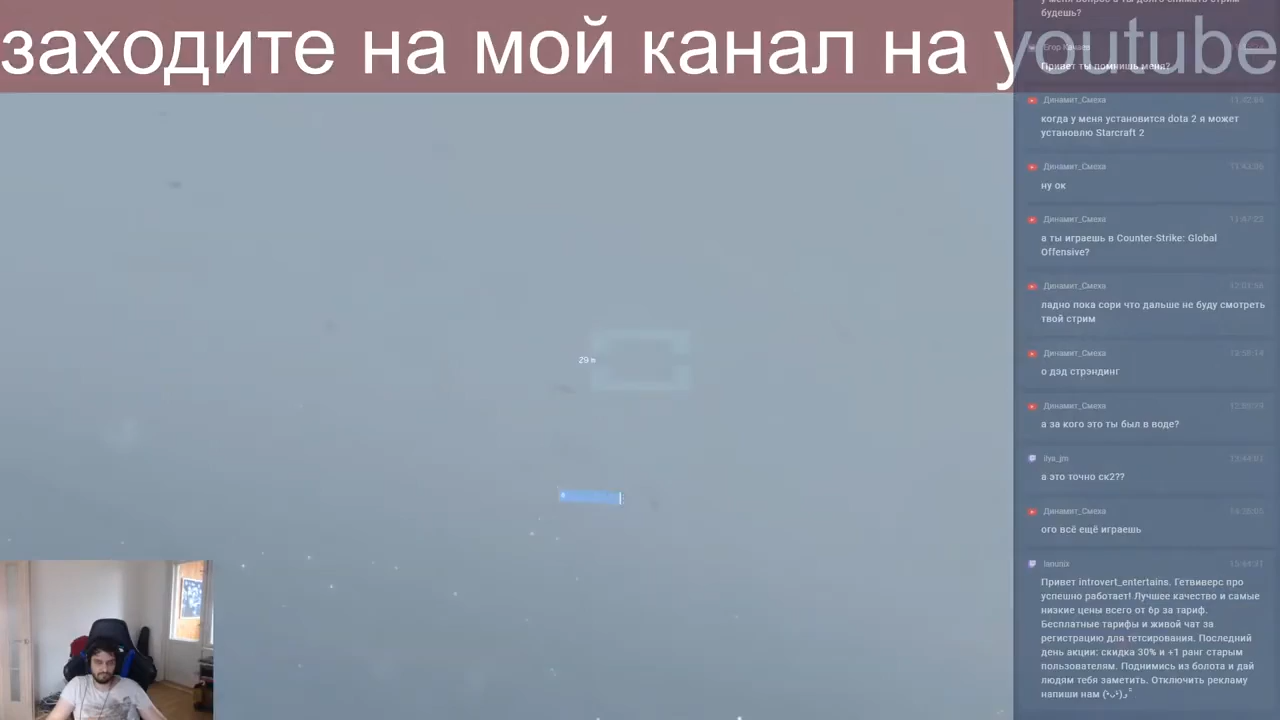 заходите на мой канал на youtube
будешь?
Егор Качаев
Привет ты помнишь меня?
Динамит_Смеха
когда у меня установится dota 2 я может
установлю Starcraft 2
Динамит_Смеха
ну ок
Динамит_Смеха
а ты играешь в Counter-Strike: Global
Offensive?
Динамит_Смеха
ладно пока сори что дальше не буду смотреть
твой стрим
Динамит_Смеха
о дэд стрэндинг
Динамит_Смеха
а за кого это ты был в воде?
ilya_jm
а это точно ск2??
Динамит_Смеха
ого всё ещё играешь
Привет introvert_entertains. Гетвиверс про
успешно работает! Лучшее качество и самые
низкие цены всего от 6р за тариф.
Бесплатные тарифы и живой чат за
регистрацию для тетсирования. Последний
день акции: скидка 30% и +1 ранг старым
пользователям. Поднимись из болота и дай
людям тебя заметить. Отключить рекламу
напиши нам
29